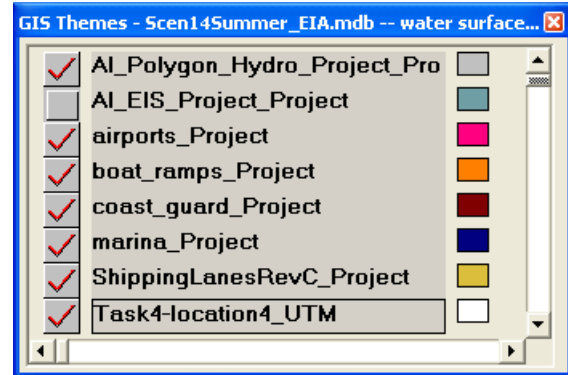 GIS Themes - Scen14Summer_EIA.mdb -- water surface...
AI_Polygon_Hydro_Project_Pro
AI_EIS_Project_Project
airports_Project
boat_ramps_Project
coast_guard_Project
marina_Project
ShippingLanesRevC_Project
Task4-location4_UTM